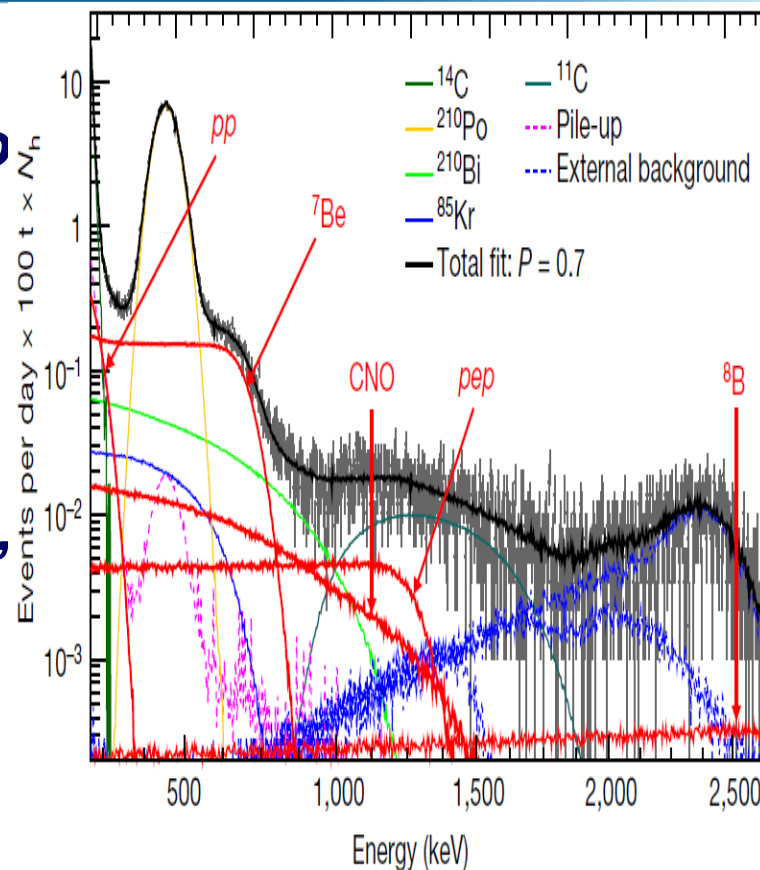 Events per day × 100 t × N_h
10
1
10⁻¹
10⁻²
10⁻³
¹⁴C
²¹⁰Po
²¹⁰Bi
⁸⁵Kr
Total fit: P = 0.7
¹¹C
Pile-up
External background
pp
⁷Be
CNO
pep
⁸B
500
1,000
1,500
2,000
2,500
Energy (keV)